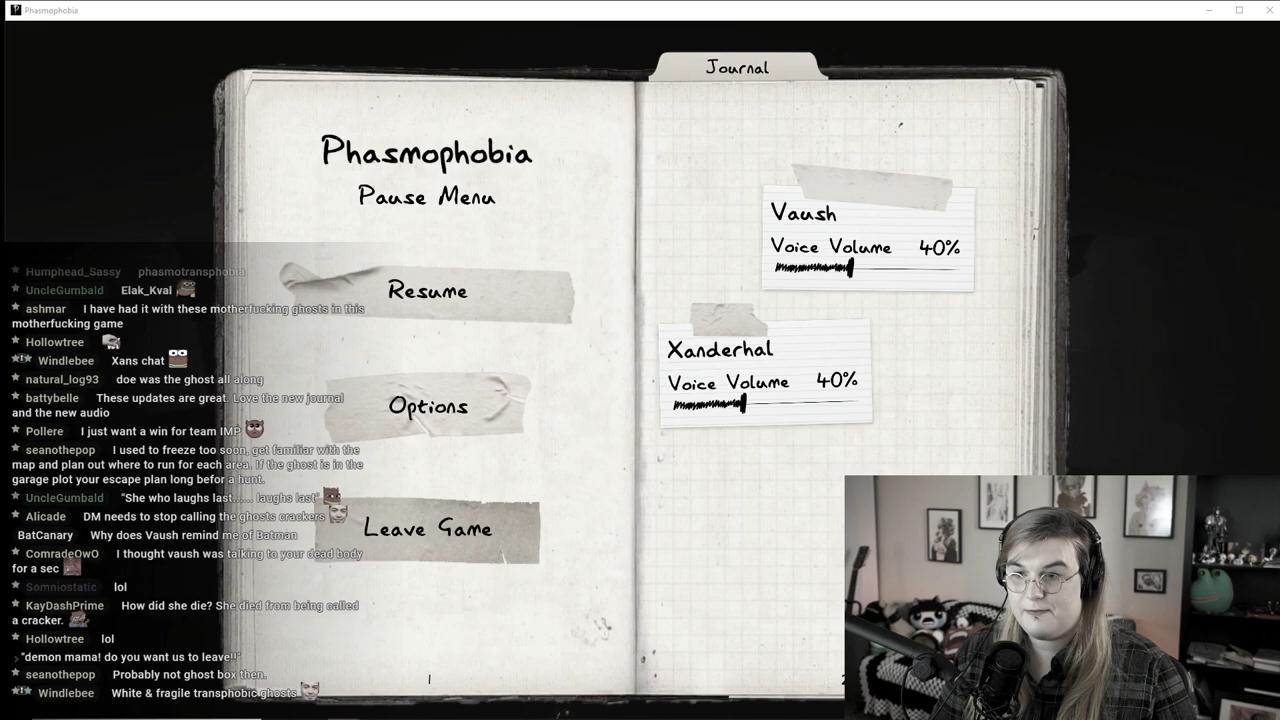 Phasmophobia
Journal
Phasmophobia
Pause Menu
Resume
Options
Leave Game
1
Vaush
Voice Volume 40%
Xanderhal
Voice Volume 40%
Humphead_Sassy phasmotransphobia
UncleGumbald Elak_Kval
ashmar I have had it with these motherfucking ghosts in this
motherfucking game
Hollowtree
Windlebee Xans chat
natural_log93 doe was the ghost all along
battybelle These updates are great. Love the new journal
and the new audio
Pollere I just want a win for team IMP
seanothepop I used to freeze too soon, get familiar with the
map and plan out where to run for each area. If the ghost is in the
garage plot your escape plan long befor a hunt.
UncleGumbald "She who laughs last...... laughs last"
Alicade DM needs to stop calling the ghosts crackers
BatCanary Why does Vaush remind me of Batman
ComradeOwO I thought vaush was talking to your dead body
for a sec
Somniostatic lol
KayDashPrime How did she die? She died from being called
a cracker.
Hollowtree lol
"demon mama! do you want us to leave!!"
seanothepop Probably not ghost box then.
Windlebee White & fragile transphobic ghosts